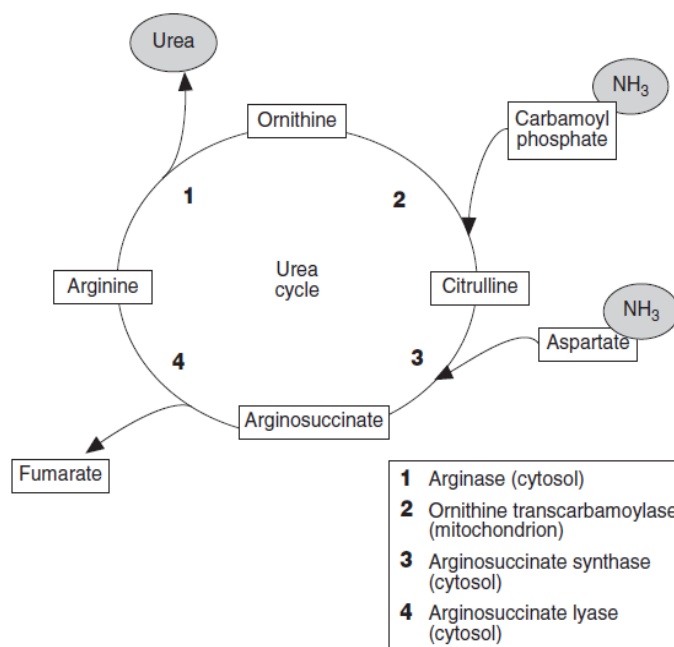 Urea
NH3
Ornithine
Carbamoyl
phosphate
1
2
Urea
cycle
Arginine
Citrulline
NH3
Aspartate
4
3
Arginosuccinate
Fumarate
1 Arginase (cytosol)
2 Ornithine transcarbamoylase
(mitochondrion)
3 Arginosuccinate synthase
(cytosol)
4 Arginosuccinate lyase
(cytosol)